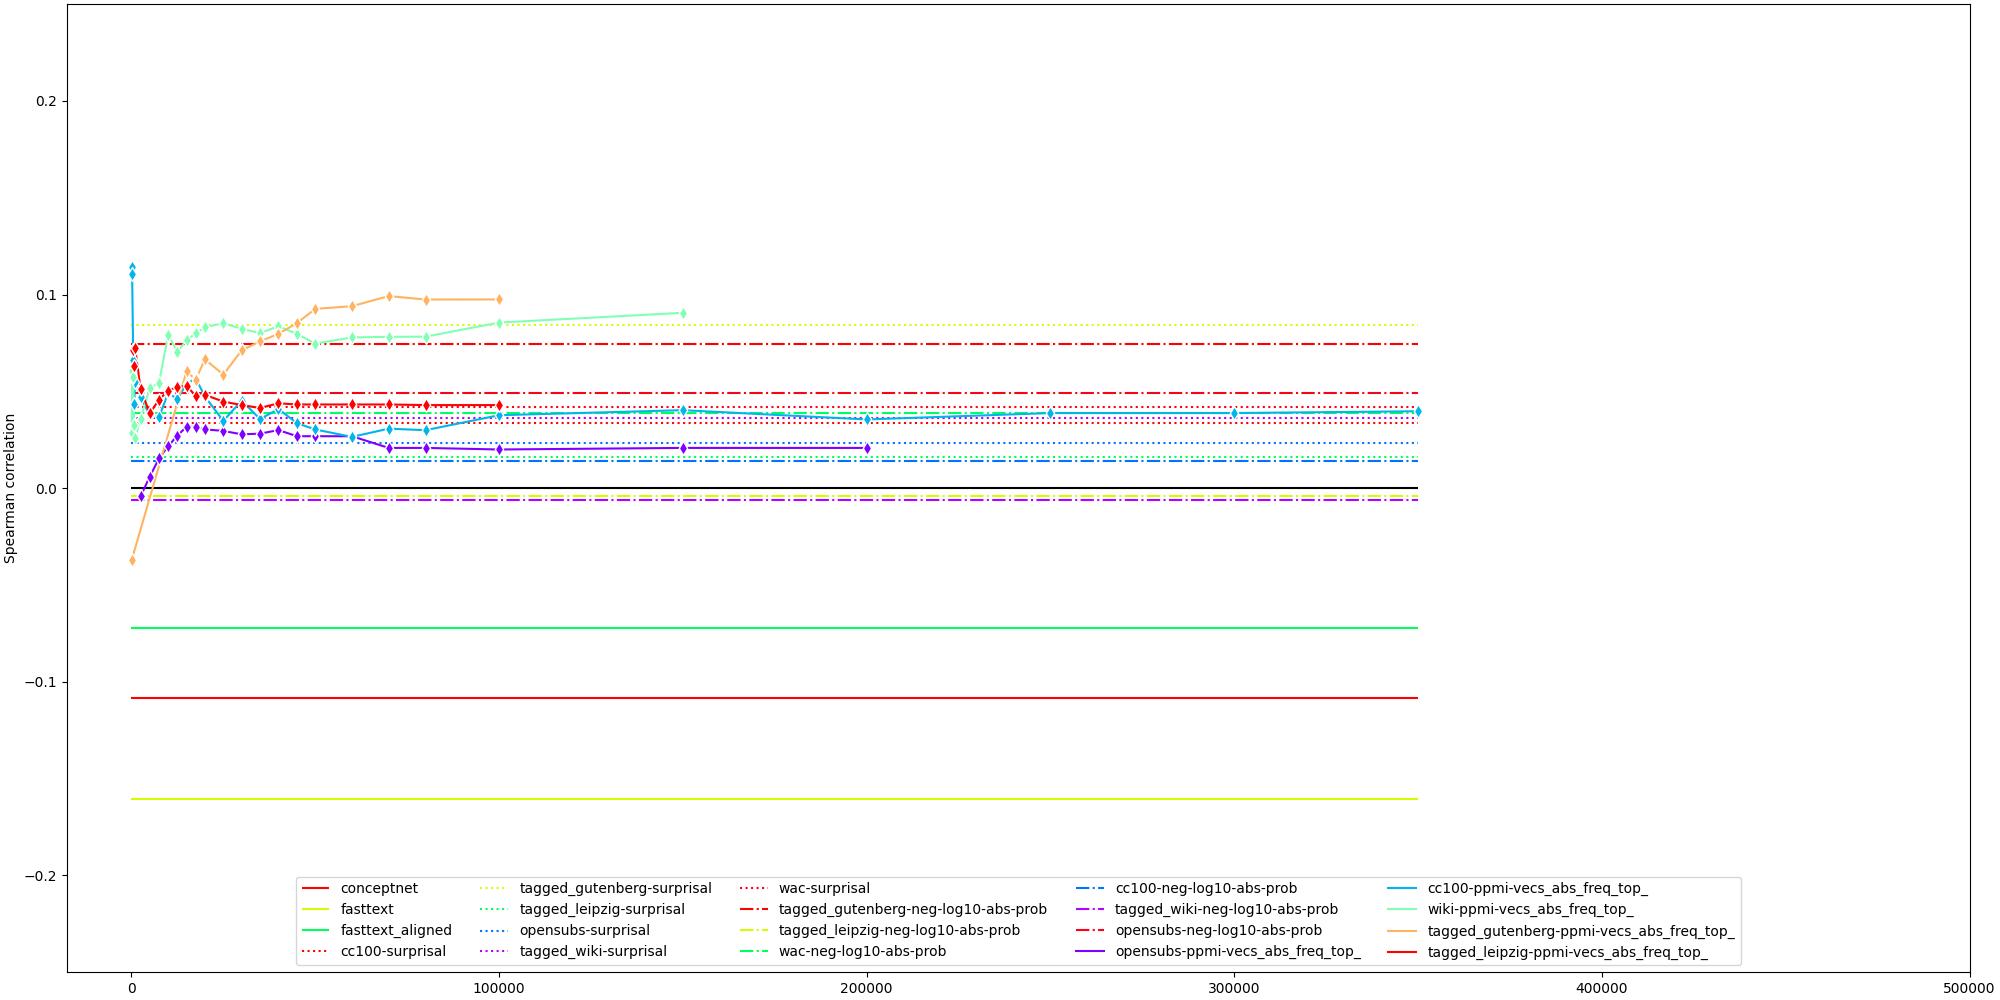 0.2
0.1
0.0
−0.1
−0.2
Spearman correlation
0 100000 200000 300000 400000 500000
conceptnet
fasttext
fasttext_aligned
cc100-surprisal
tagged_gutenberg-surprisal
tagged_leipzig-surprisal
opensubs-surprisal
tagged_wiki-surprisal
wac-surprisal
tagged_gutenberg-neg-log10-abs-prob
tagged_leipzig-neg-log10-abs-prob
wac-neg-log10-abs-prob
cc100-neg-log10-abs-prob
tagged_wiki-neg-log10-abs-prob
opensubs-neg-log10-abs-prob
opensubs-ppmi-vecs_abs_freq_top_
cc100-ppmi-vecs_abs_freq_top_
wiki-ppmi-vecs_abs_freq_top_
tagged_gutenberg-ppmi-vecs_abs_freq_top_
tagged_leipzig-ppmi-vecs_abs_freq_top_